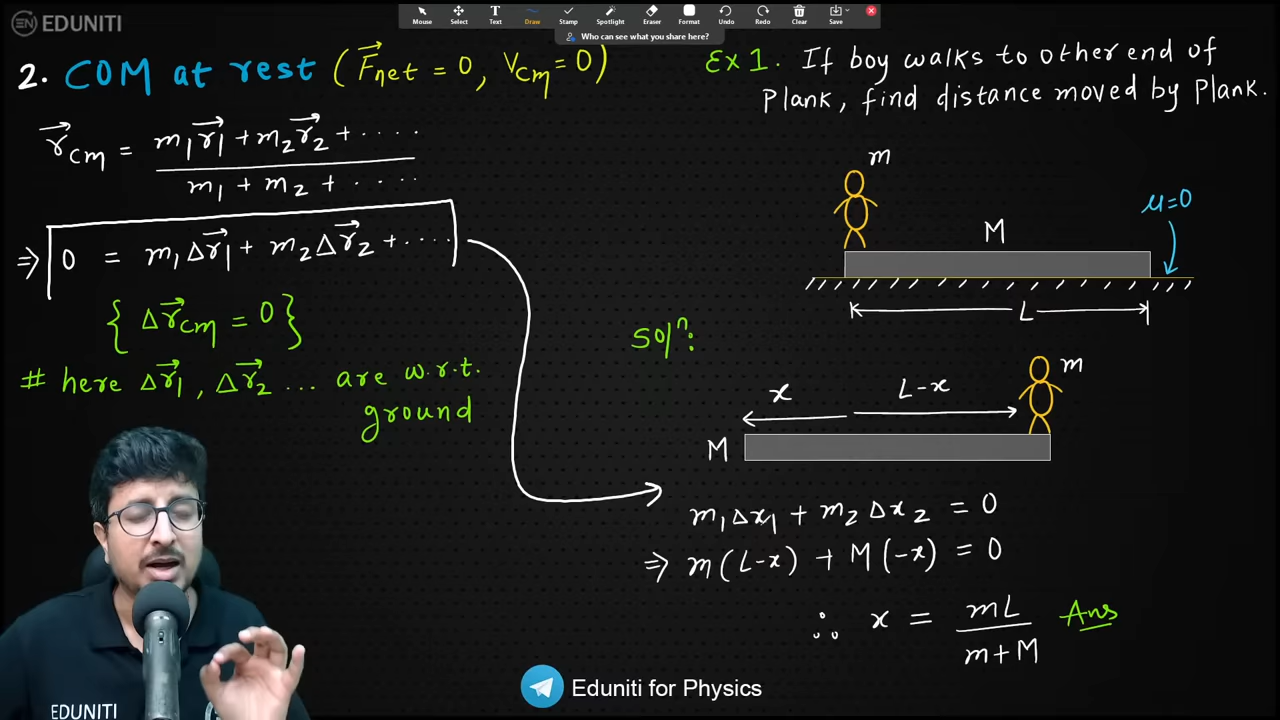 EN EDUNITI
Mouse Select Text Draw Stamp Spotlight Eraser Format Undo Redo Clear Save
Who can see what you share here?
2. COM at rest (F⃗net = 0, Vcm = 0)
r⃗cm = (m₁r⃗₁ + m₂r⃗₂ + ....) / (m₁ + m₂ + .....)
⇒ 0 = m₁Δr⃗₁ + m₂Δr⃗₂ + ....
{ Δr⃗cm = 0 }
# here Δr⃗₁, Δr⃗₂ ... are w.r.t.
ground
Ex 1. If boy walks to other end of
Plank, find distance moved by Plank.
m
M
μ=0
L
Solⁿ:
x
L-x
m
M
m₁Δx₁ + m₂Δx₂ = 0
⇒ m(L-x) + M(-x) = 0
∴ x = mL / (m+M) Ans
EDUNITI
Eduniti for Physics